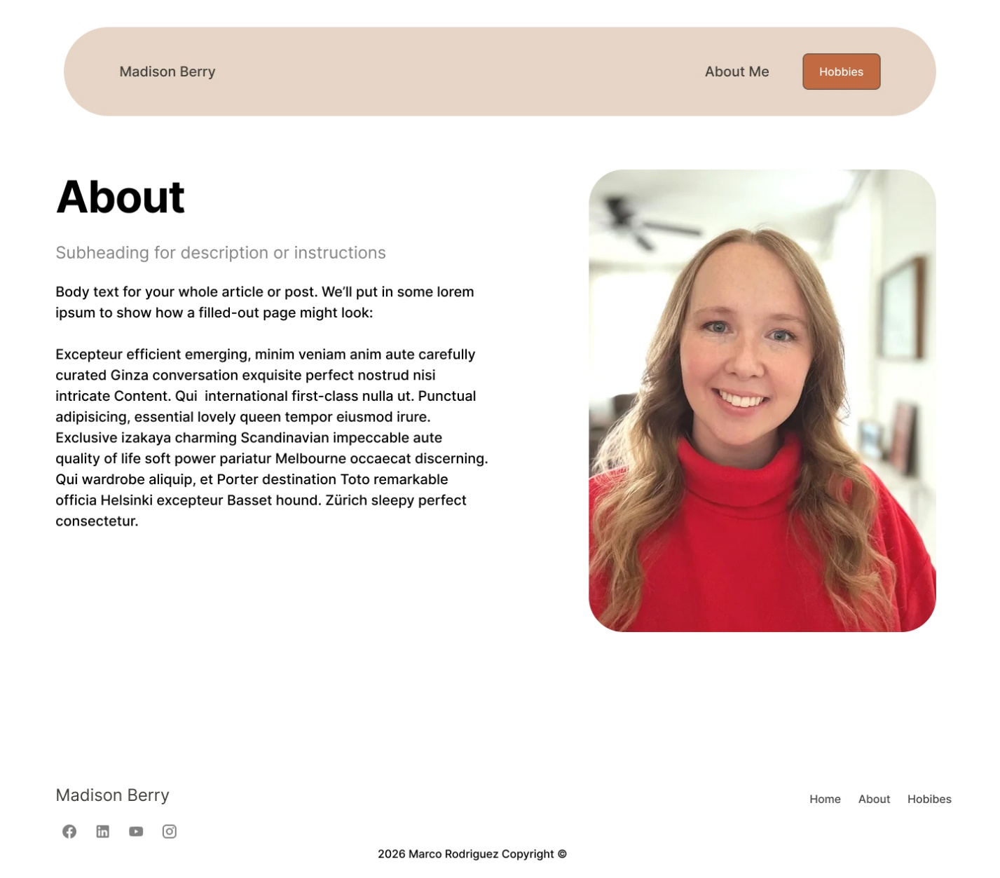 Madison Berry
About Me
Hobbies
About
Subheading for description or instructions
Body text for your whole article or post. We’ll put in some lorem
ipsum to show how a filled-out page might look:
Excepteur efficient emerging, minim veniam anim aute carefully
curated Ginza conversation exquisite perfect nostrud nisi
intricate Content. Qui  international first-class nulla ut. Punctual
adipisicing, essential lovely queen tempor eiusmod irure.
Exclusive izakaya charming Scandinavian impeccable aute
quality of life soft power pariatur Melbourne occaecat discerning.
Qui wardrobe aliquip, et Porter destination Toto remarkable
officia Helsinki excepteur Basset hound. Zürich sleepy perfect
consectetur.
Madison Berry
Home
About
Hobibes
2026 Marco Rodriguez Copyright ©